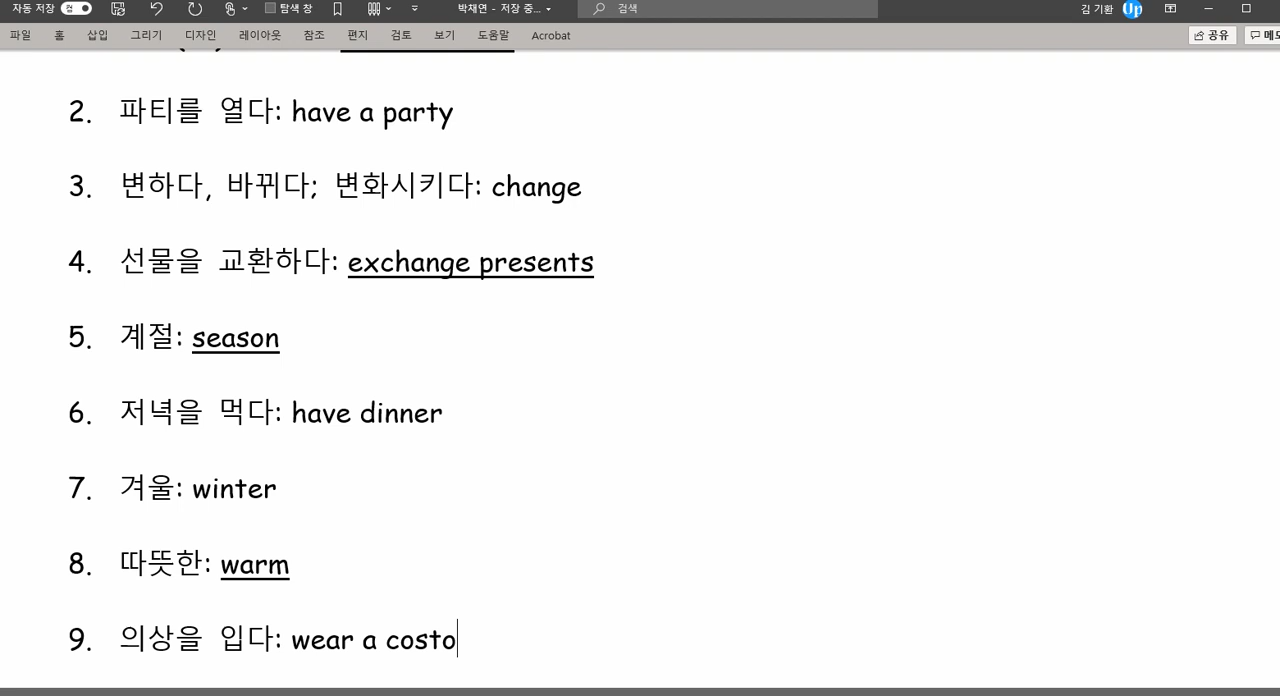 자동 저장 켬 탐색 창 박채연 - 저장 중... 검색 김 기환 Up
파일 홈 삽입 그리기 디자인 레이아웃 참조 편지 검토 보기 도움말 Acrobat 공유 메모
2. 파티를 열다: have a party
3. 변하다, 바뀌다; 변화시키다: change
4. 선물을 교환하다: exchange presents
5. 계절: season
6. 저녁을 먹다: have dinner
7. 겨울: winter
8. 따뜻한: warm
9. 의상을 입다: wear a costo